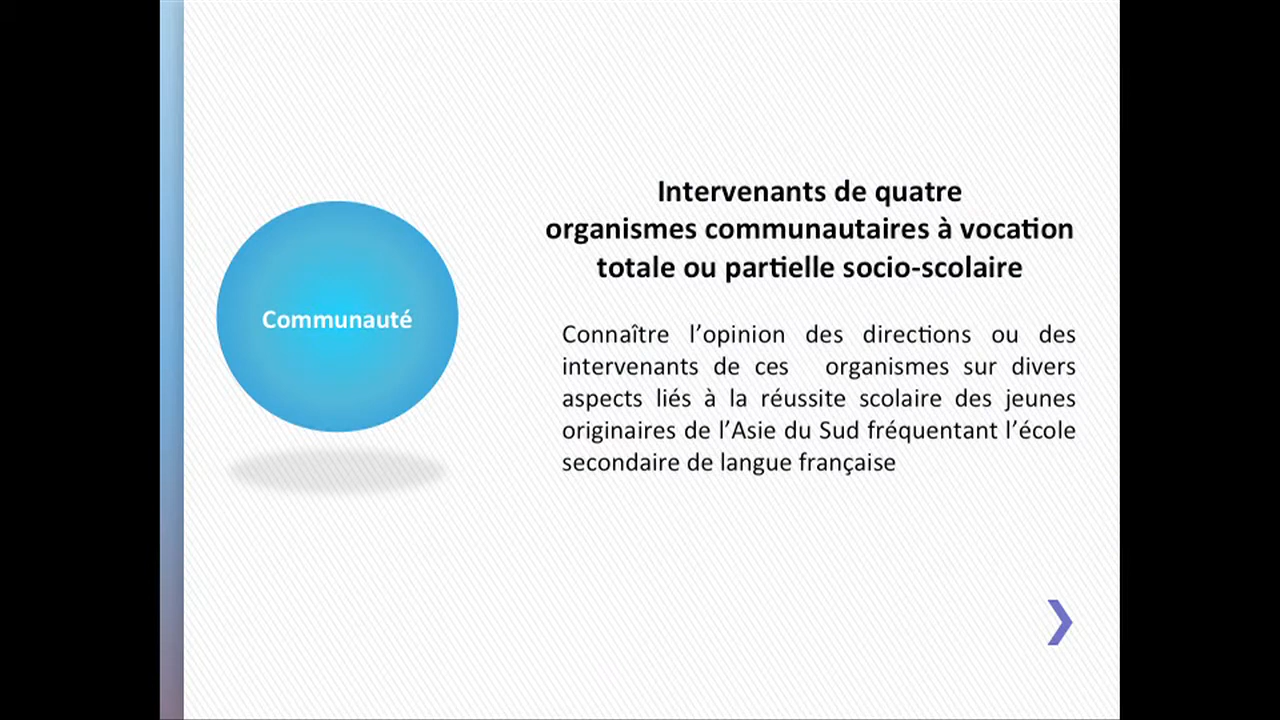 Communauté
Intervenants de quatre
organismes communautaires à vocation
totale ou partielle socio-scolaire
Connaître l’opinion des directions ou des
intervenants de ces organismes sur divers
aspects liés à la réussite scolaire des jeunes
originaires de l’Asie du Sud fréquentant l’école
secondaire de langue française